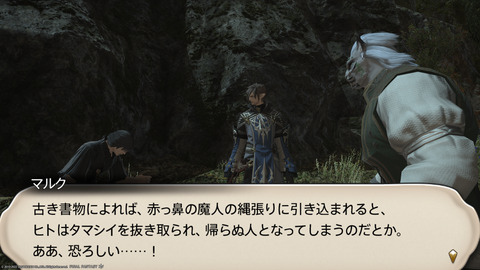 マルク
古き書物によれば、赤っ鼻の魔人の縄張りに引き込まれると、
ヒトはタマシイを抜き取られ、帰らぬ人となってしまうのだとか。
ああ、恐ろしい……！